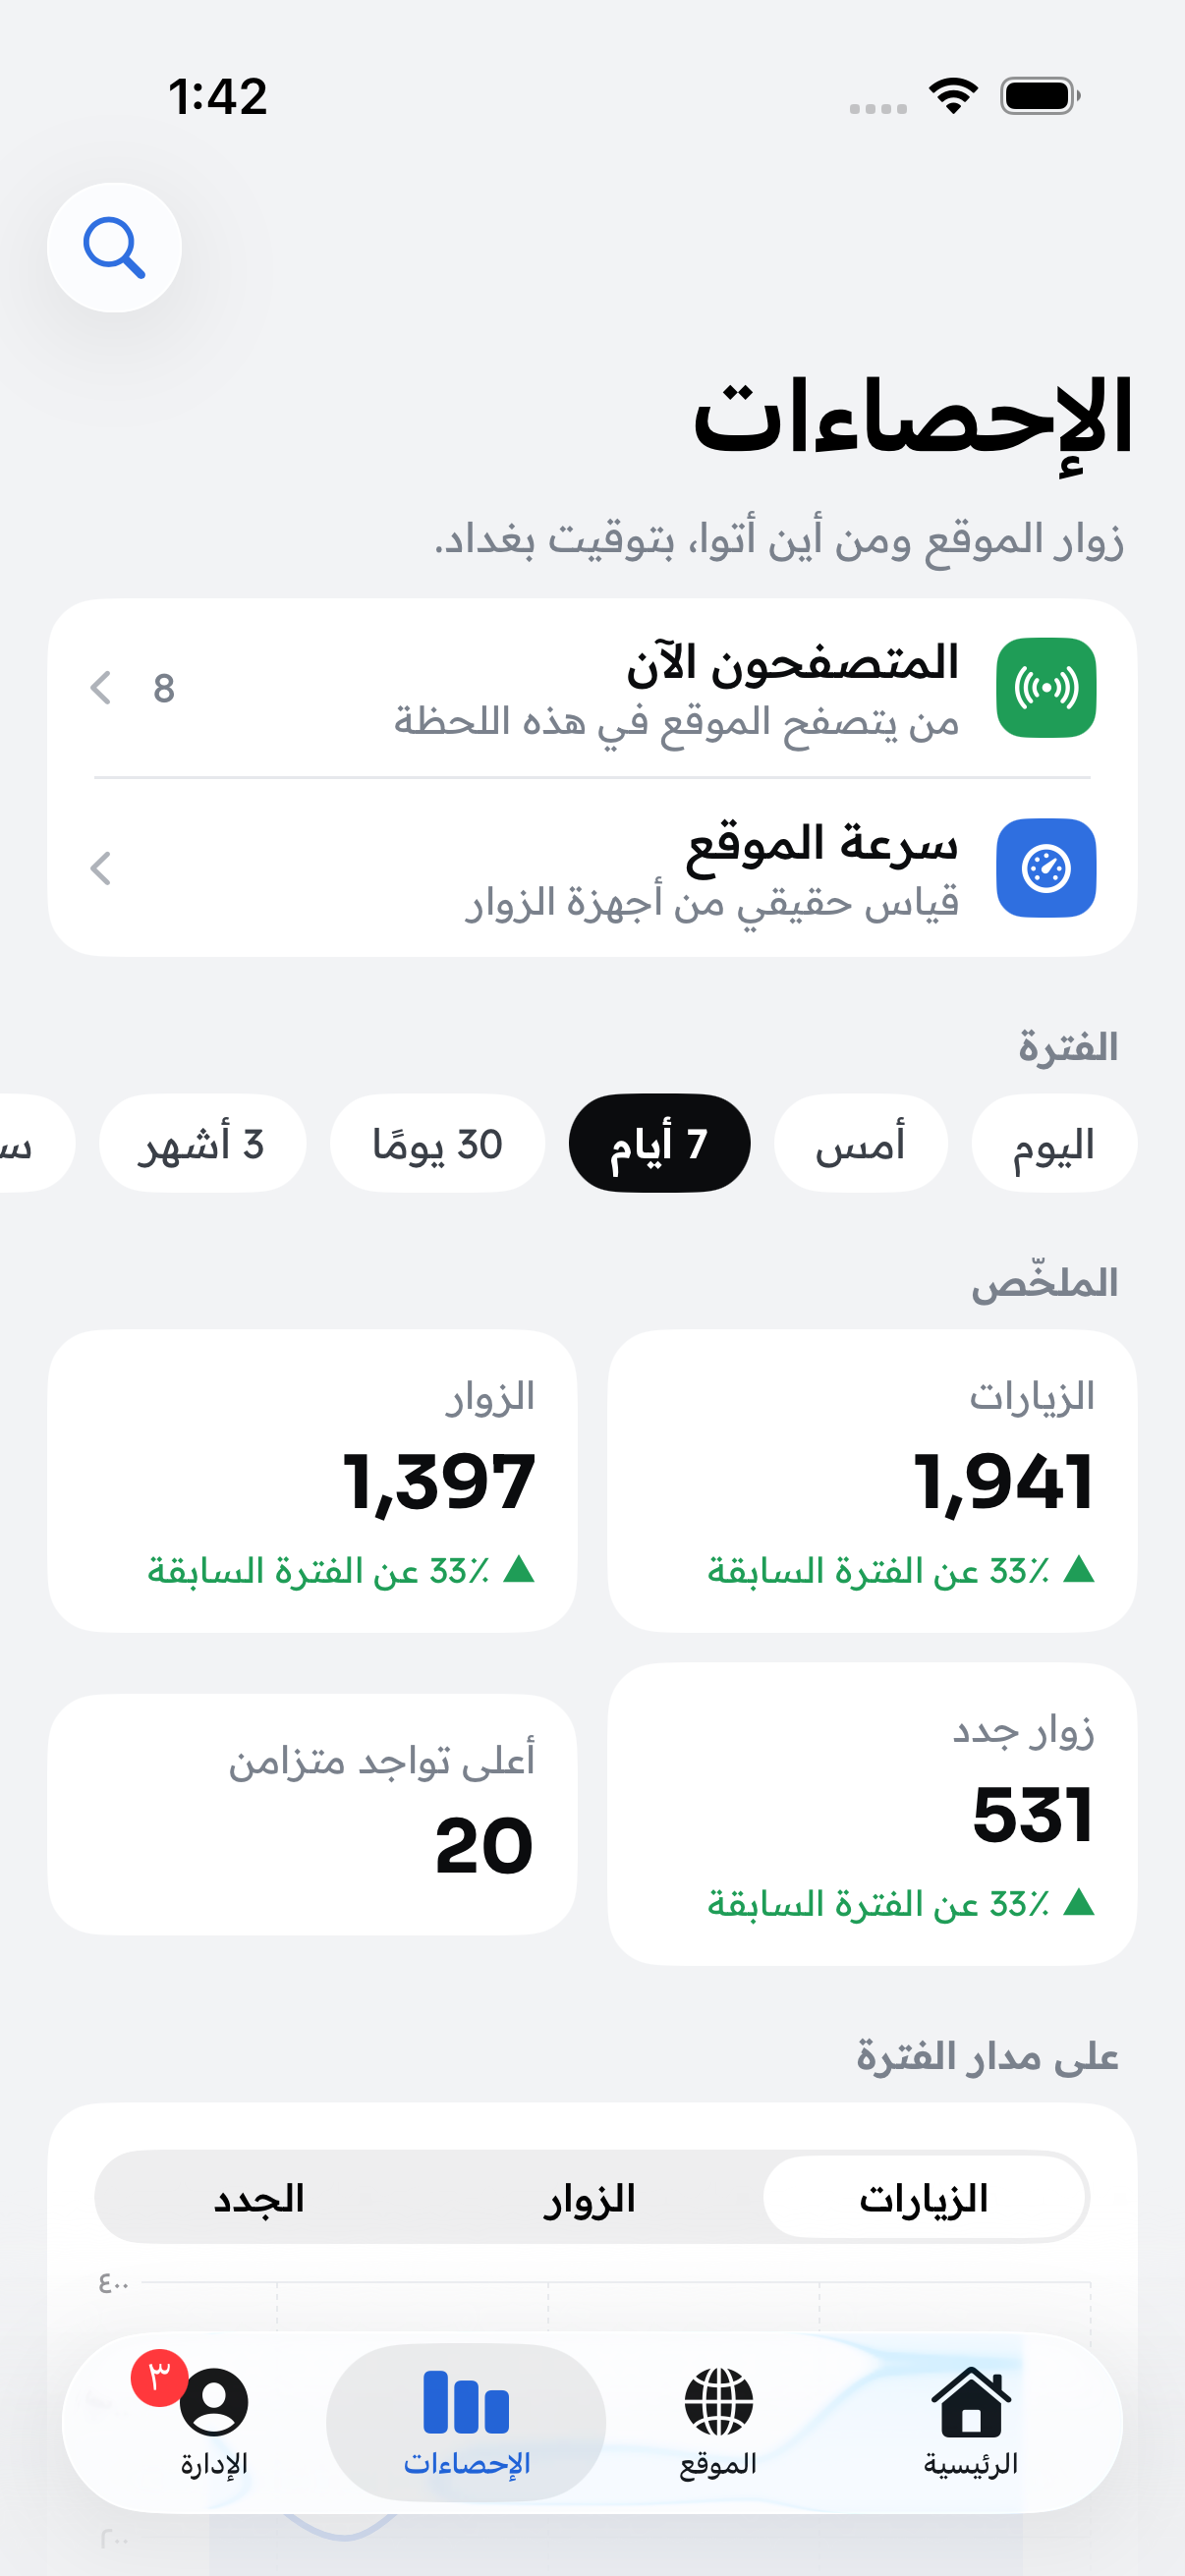 1:42
الإحصاءات
زوار الموقع ومن أين أتوا، بتوقيت بغداد.
المتصفحون الآن
من يتصفح الموقع في هذه اللحظة
8
سرعة الموقع
قياس حقيقي من أجهزة الزوار
الفترة
اليوم
أمس
7 أيام
30 يومًا
3 أشهر
الملخّص
الزيارات
1,941
▲ 33٪ عن الفترة السابقة
الزوار
1,397
▲ 33٪ عن الفترة السابقة
زوار جدد
531
▲ 33٪ عن الفترة السابقة
أعلى تواجد متزامن
20
على مدار الفترة
الزيارات
الزوار
الجدد
٤٠٠
الرئيسية
الموقع
الإحصاءات
الإدارة
٣
٢٠٠